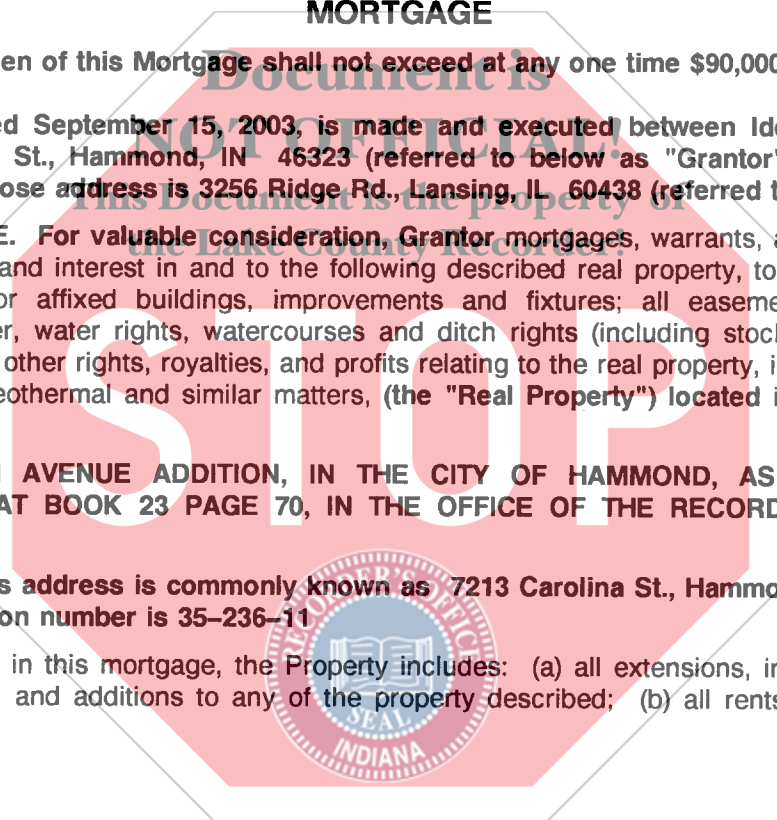 MORTGAGE
en of this Mortgage shall not exceed at any one time $90,000
Document is
ed September 15, 2003, is made and executed between Ide
NOT OFFICIAL!
St., Hammond, IN 46323 (referred to below as "Grantor"
ose address is 3256 Ridge Rd., Lansing, IL 60438 (referred t
This Document is the property of
E. For valuable consideration, Grantor mortgages, warrants, a
the Lake County Recorder!
and interest in and to the following described real property, to
or affixed buildings, improvements and fixtures; all easeme
er, water rights, watercourses and ditch rights (including stock
other rights, royalties, and profits relating to the real property, i
eothermal and similar matters, (the "Real Property") located i
STOP
AVENUE ADDITION, IN THE CITY OF HAMMOND, AS
AT BOOK 23 PAGE 70, IN THE OFFICE OF THE RECORD
s address is commonly known as 7213 Carolina St., Hammo
on number is 35–236–11
in this mortgage, the Property includes: (a) all extensions, im
and additions to any of the property described; (b) all rents
RECORDER'S OFFICE
SEAL
INDIANA